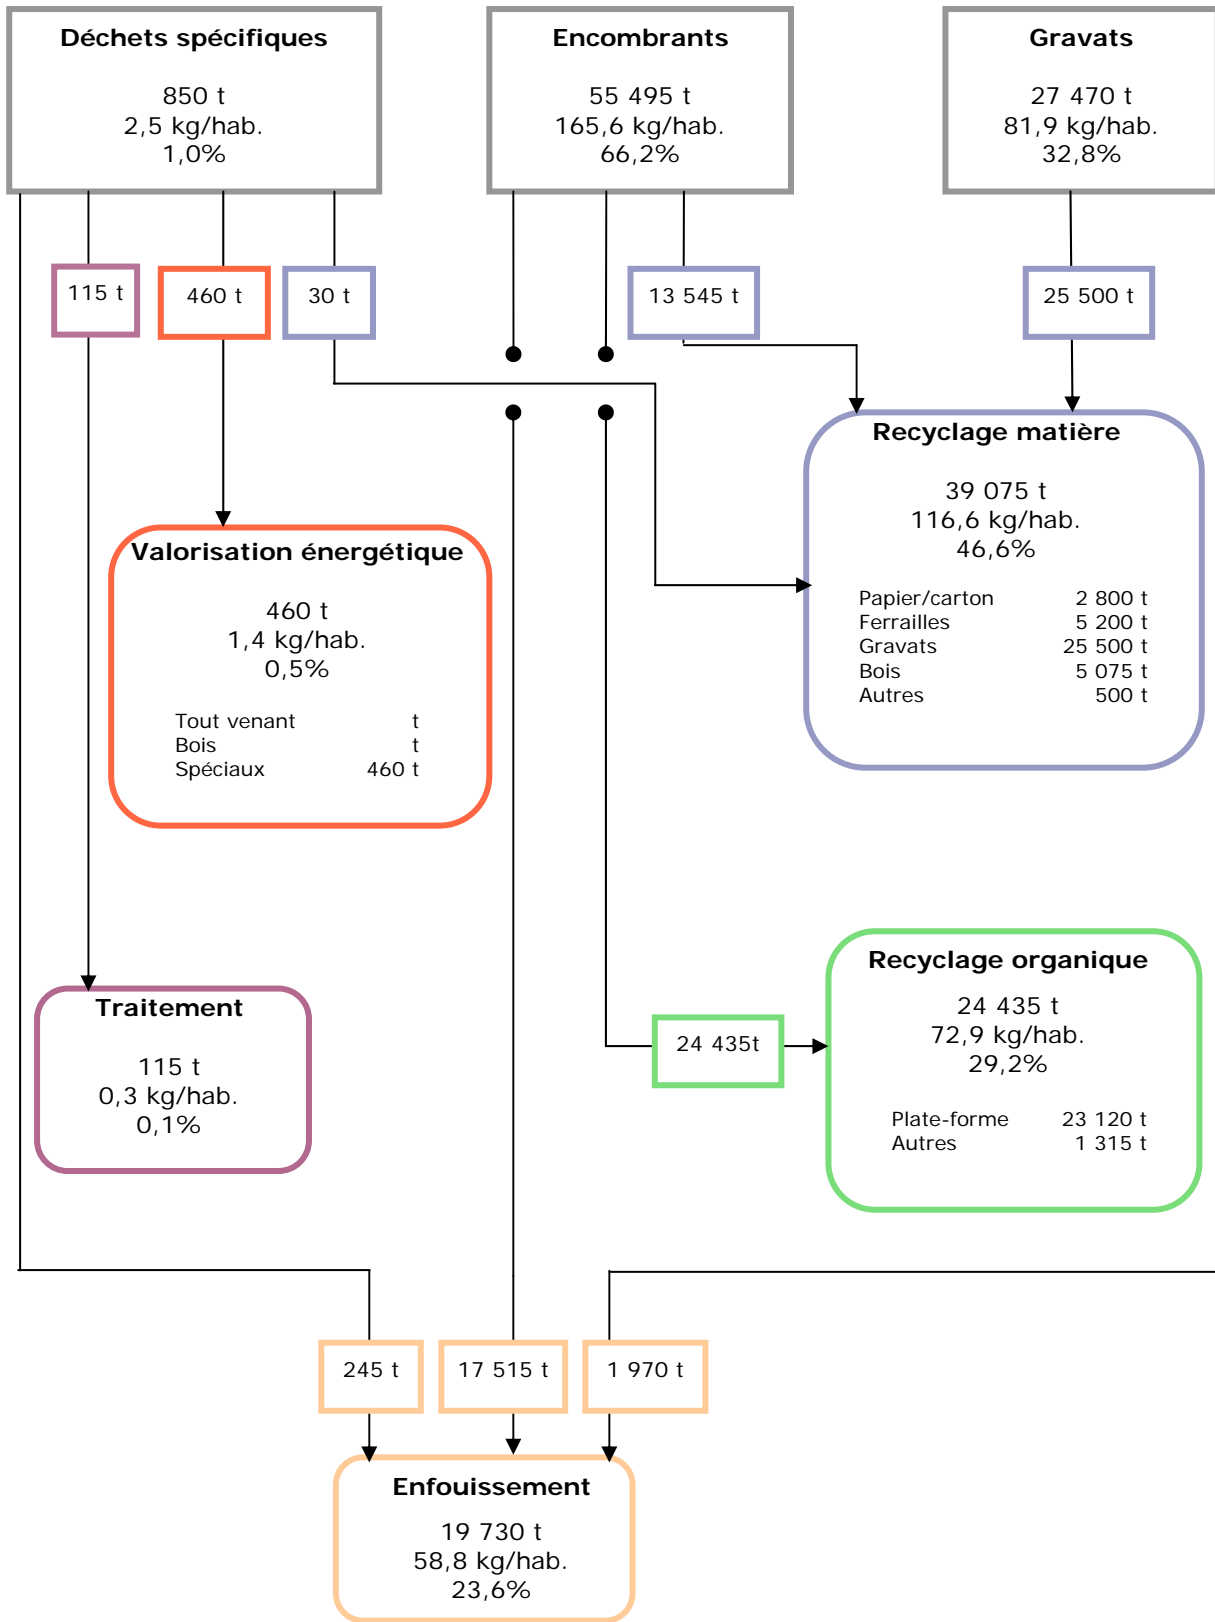 Déchets spécifiques
850 t
2,5 kg/hab.
1,0%
Encombrants
55 495 t
165,6 kg/hab.
66,2%
Gravats
27 470 t
81,9 kg/hab.
32,8%
115 t
460 t
30 t
13 545 t
25 500 t
Recyclage matière
39 075 t
116,6 kg/hab.
46,6%
Papier/carton 2 800 t
Ferrailles 5 200 t
Gravats 25 500 t
Bois 5 075 t
Autres 500 t
Valorisation énergétique
460 t
1,4 kg/hab.
0,5%
Tout venant t
Bois t
Spéciaux 460 t
Recyclage organique
24 435 t
72,9 kg/hab.
29,2%
Plate-forme 23 120 t
Autres 1 315 t
24 435t
Traitement
115 t
0,3 kg/hab.
0,1%
245 t
17 515 t
1 970 t
Enfouissement
19 730 t
58,8 kg/hab.
23,6%